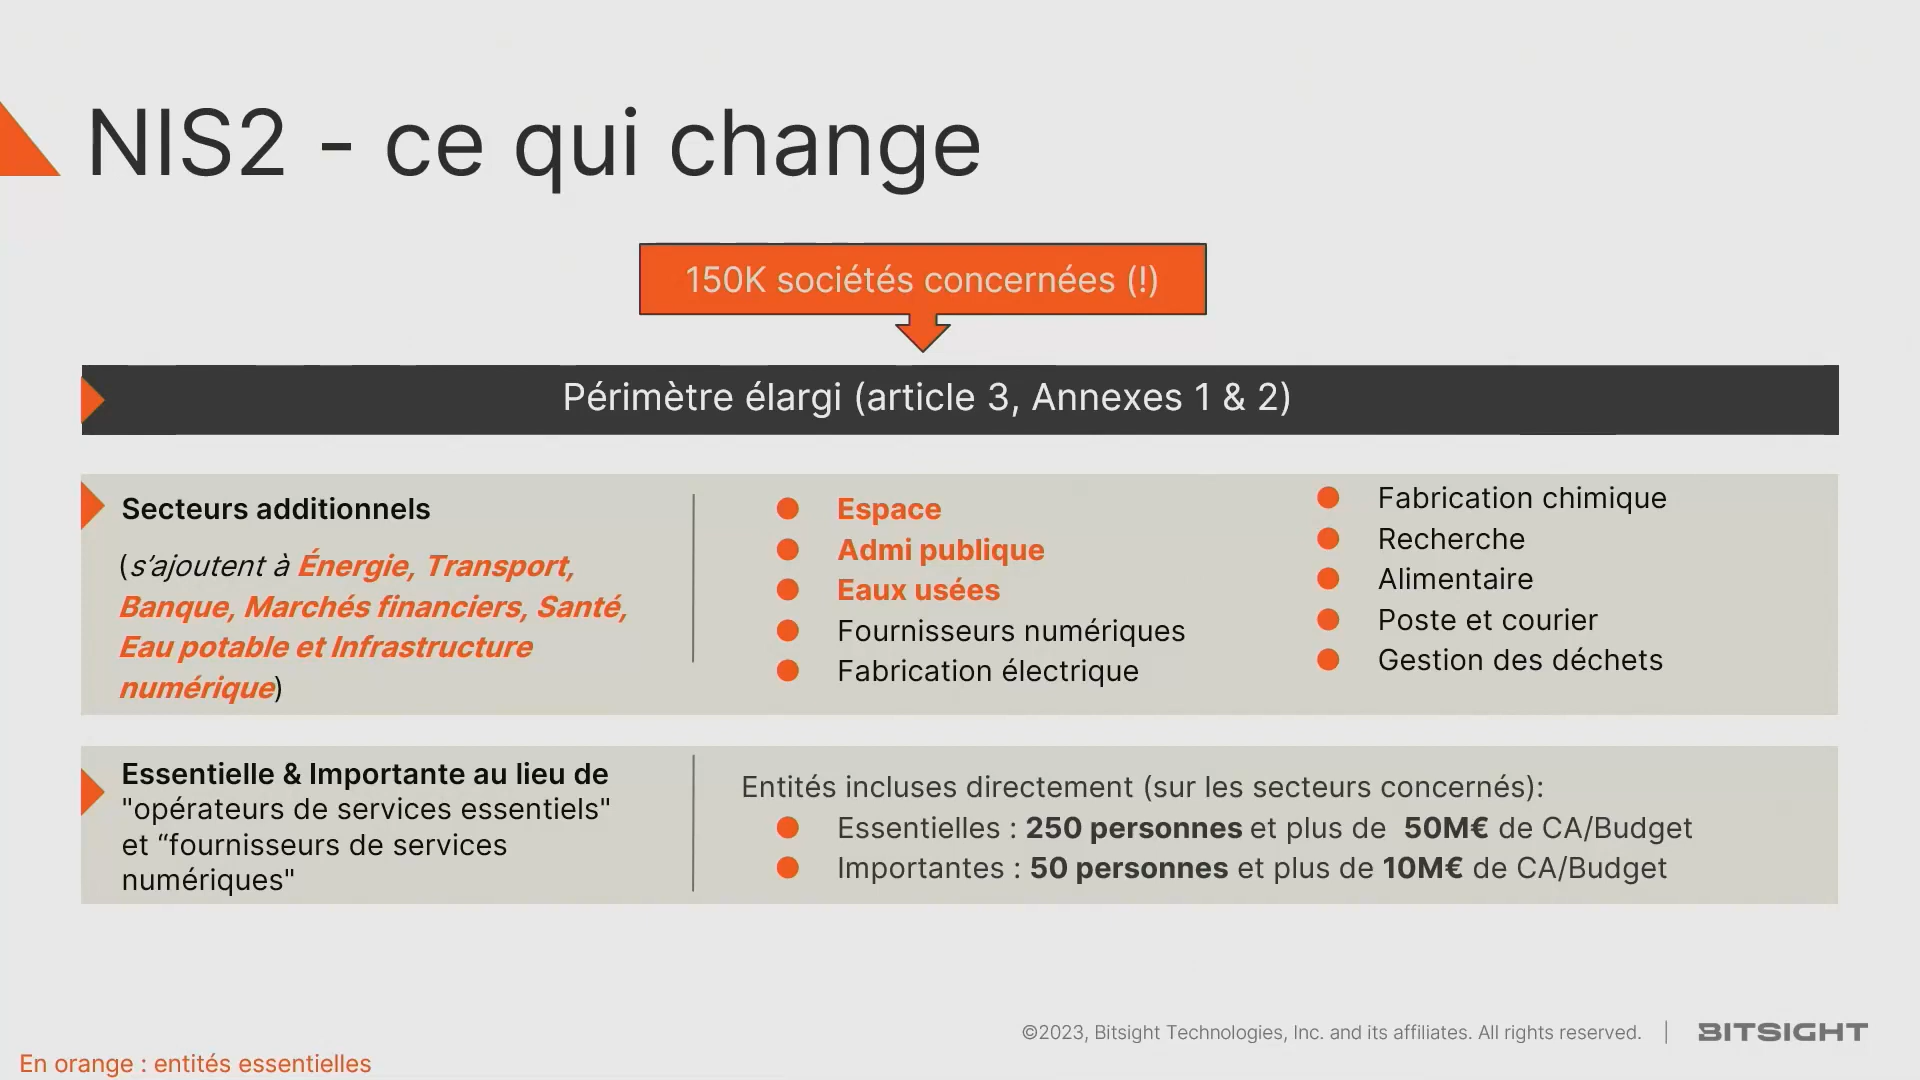 NIS2 - ce qui change
150K sociétés concernées (!)
Périmètre élargi (article 3, Annexes 1 & 2)
Secteurs additionnels
(s’ajoutent à Énergie, Transport,
Banque, Marchés financiers, Santé,
Eau potable et Infrastructure
numérique)
Espace
Admi publique
Eaux usées
Fournisseurs numériques
Fabrication électrique
Fabrication chimique
Recherche
Alimentaire
Poste et courier
Gestion des déchets
Essentielle & Importante au lieu de
"opérateurs de services essentiels"
et “fournisseurs de services
numériques"
Entités incluses directement (sur les secteurs concernés):
Essentielles : 250 personnes et plus de 50M€ de CA/Budget
Importantes : 50 personnes et plus de 10M€ de CA/Budget
©2023, Bitsight Technologies, Inc. and its affiliates. All rights reserved.
BITSIGHT
En orange : entités essentielles